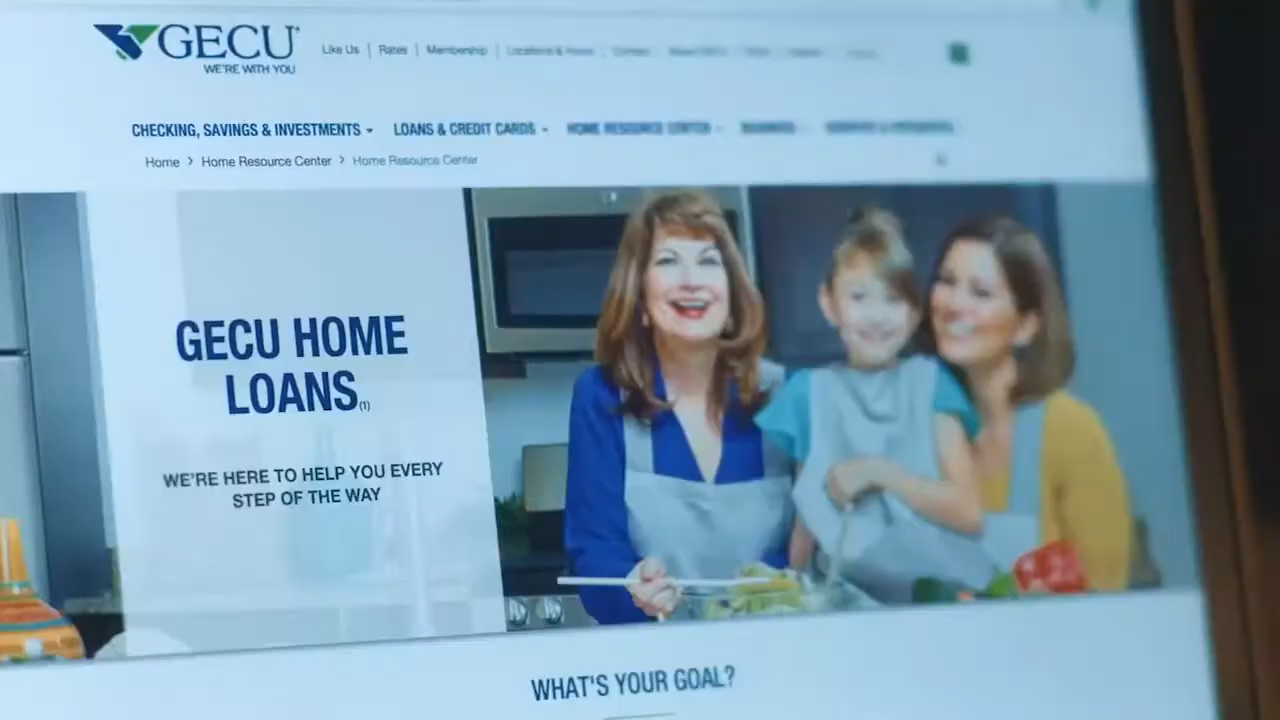 GECU
WE'RE WITH YOU
Like Us | Rates | Membership | Locations & Hours
CHECKING, SAVINGS & INVESTMENTS LOANS & CREDIT CARDS HOME RESOURCE CENTER
Home > Home Resource Center > Home Resource Center
GECU HOME
LOANS(1)
WE'RE HERE TO HELP YOU EVERY
STEP OF THE WAY
WHAT'S YOUR GOAL?